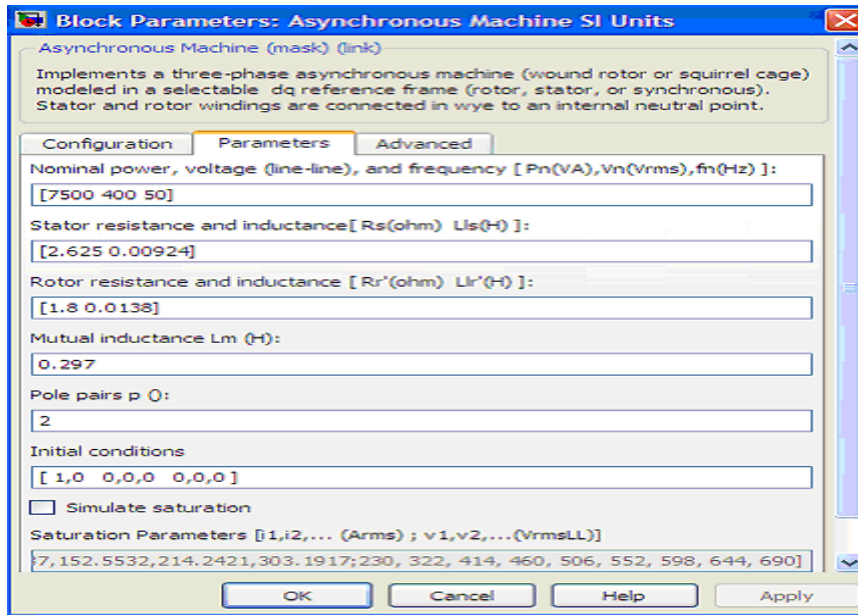 Block Parameters: Asynchronous Machine SI Units
Asynchronous Machine (mask) (link)
Implements a three-phase asynchronous machine (wound rotor or squirrel cage)
modeled in a selectable dq reference frame (rotor, stator, or synchronous).
Stator and rotor windings are connected in wye to an internal neutral point.
Configuration Parameters Advanced
Nominal power, voltage (line-line), and frequency [ Pn(VA),Vn(Vrms),fn(Hz) ]:
[7500 400 50]
Stator resistance and inductance[ Rs(ohm) Lls(H) ]:
[2.625 0.00924]
Rotor resistance and inductance [ Rr'(ohm) Llr'(H) ]:
[1.8 0.0138]
Mutual inductance Lm (H):
0.297
Pole pairs p ():
2
Initial conditions
[ 1,0 0,0,0 0,0,0 ]
Simulate saturation
Saturation Parameters [i1,i2,... (Arms) ; v1,v2,...(VrmsLL)]
7,152.5532,214.2421,303.1917;230, 322, 414, 460, 506, 552, 598, 644, 690]
OK Cancel Help Apply